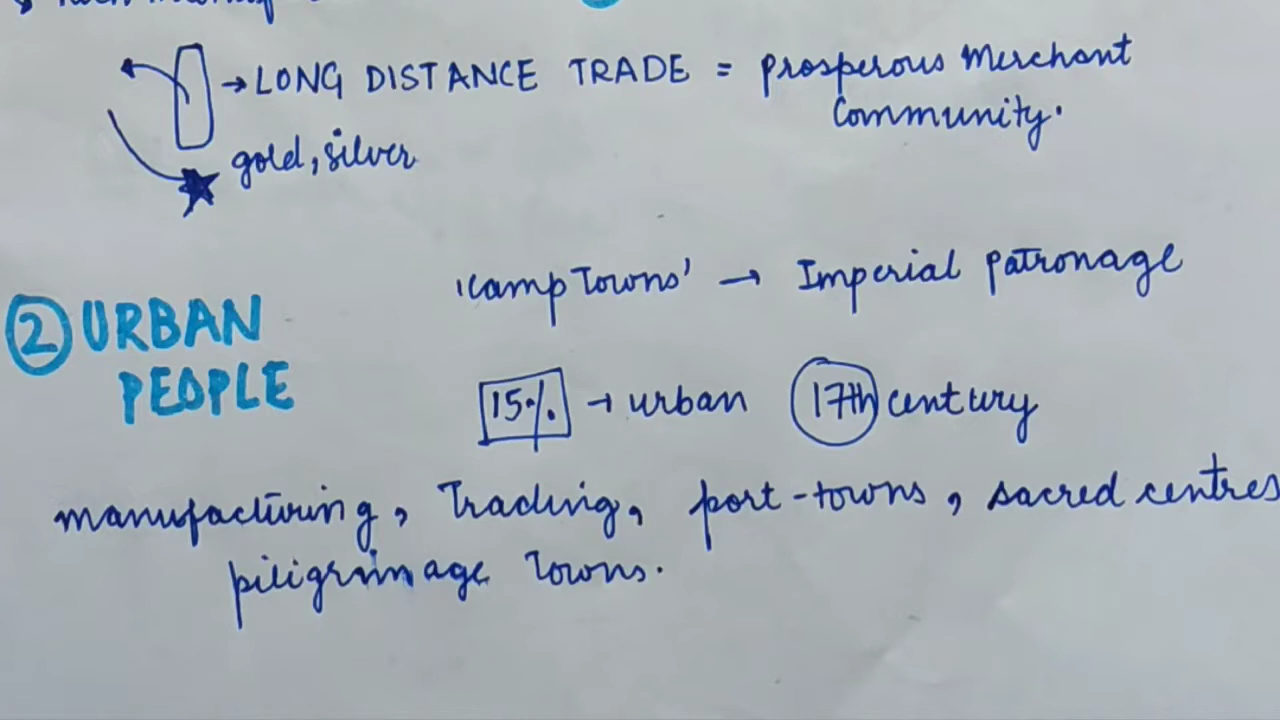 → LONG DISTANCE TRADE = prosperous Merchant
Community.
gold, silver
'Camp Towns' → Imperial patronage
② URBAN
PEOPLE
15% → urban 17th century
manufacturing, Trading, port-towns, sacred centres
piligrimage Towns.